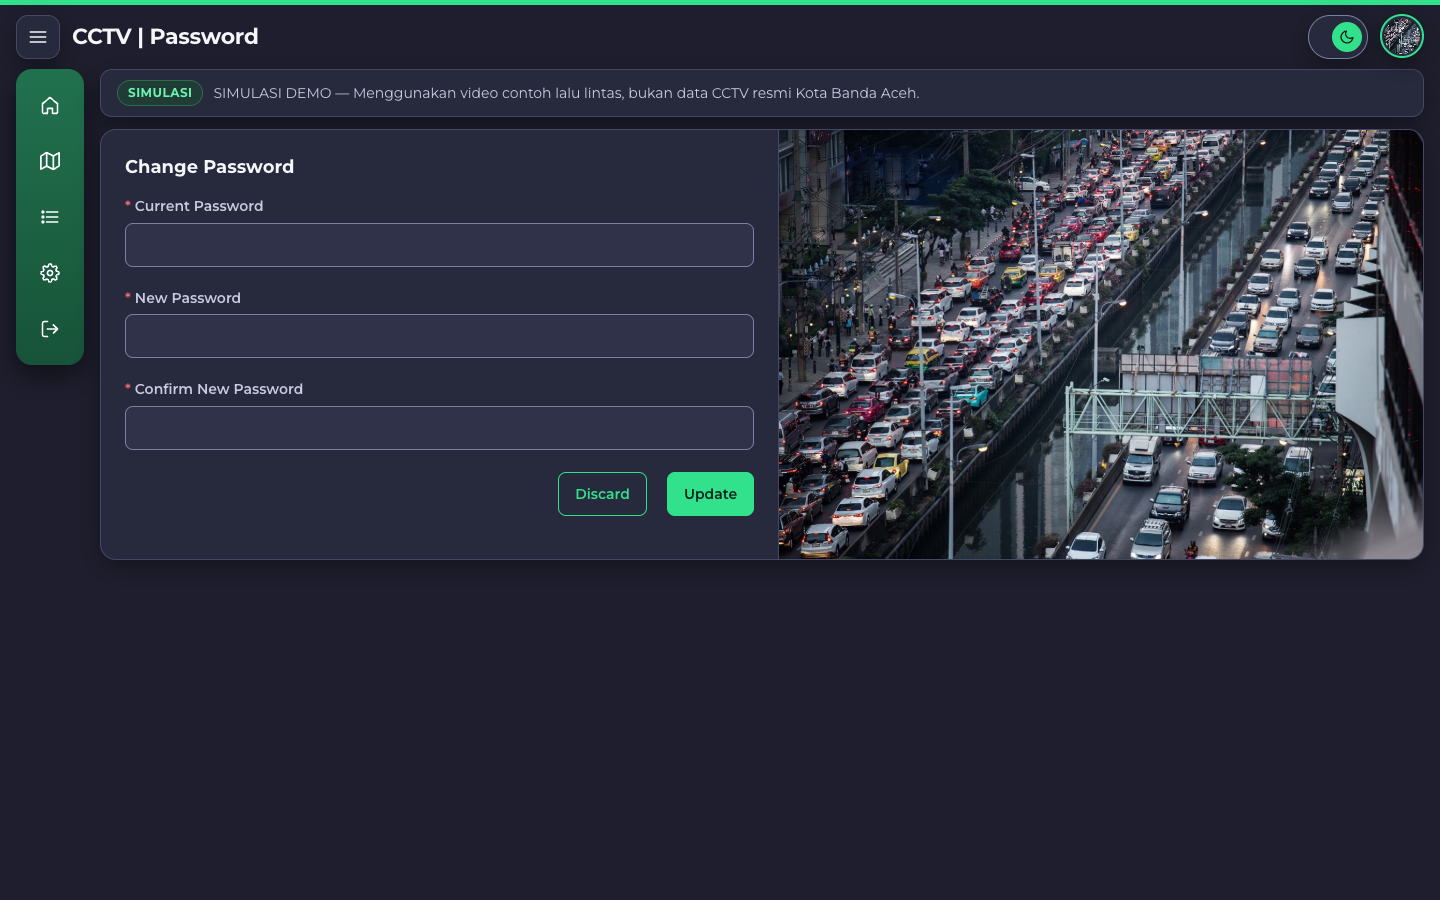 CCTV | Password
SIMULASI
SIMULASI DEMO — Menggunakan video contoh lalu lintas, bukan data CCTV resmi Kota Banda Aceh.
Change Password
* Current Password
* New Password
* Confirm New Password
Discard
Update